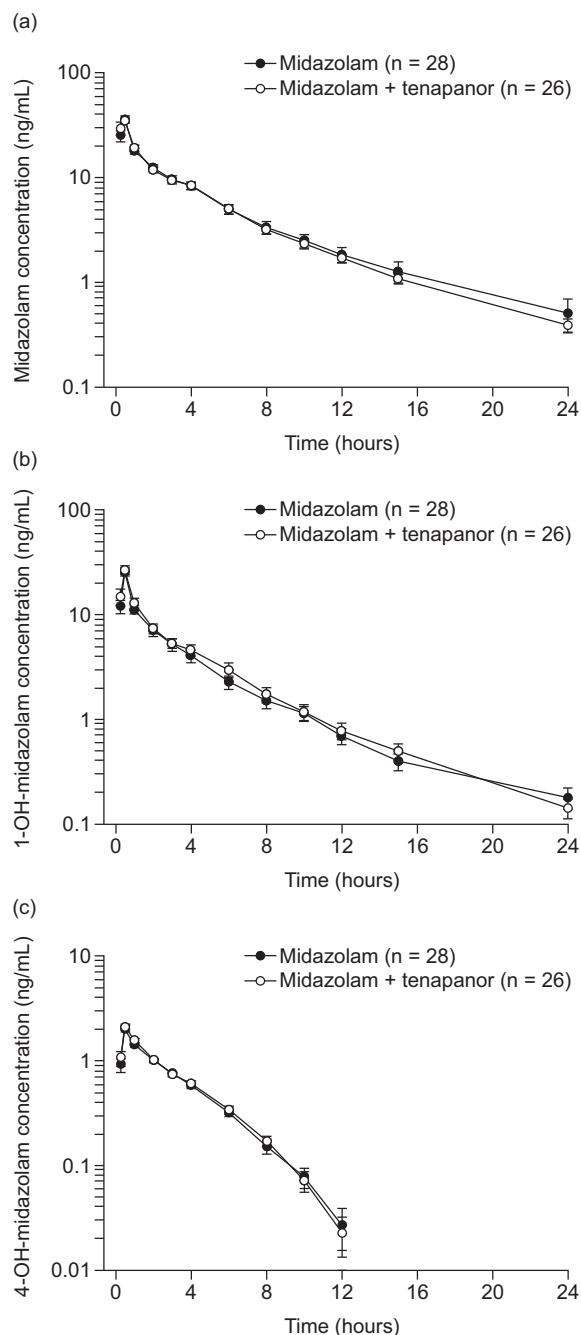 (a)
Midazolam (n = 28)
Midazolam + tenapanor (n = 26)
Midazolam concentration (ng/mL)
100
10
1
0.1
0 4 8 12 16 20 24
Time (hours)
(b)
Midazolam (n = 28)
Midazolam + tenapanor (n = 26)
1-OH-midazolam concentration (ng/mL)
100
10
1
0.1
0 4 8 12 16 20 24
Time (hours)
(c)
Midazolam (n = 28)
Midazolam + tenapanor (n = 26)
4-OH-midazolam concentration (ng/mL)
10
1
0.1
0.01
0 4 8 12 16 20 24
Time (hours)